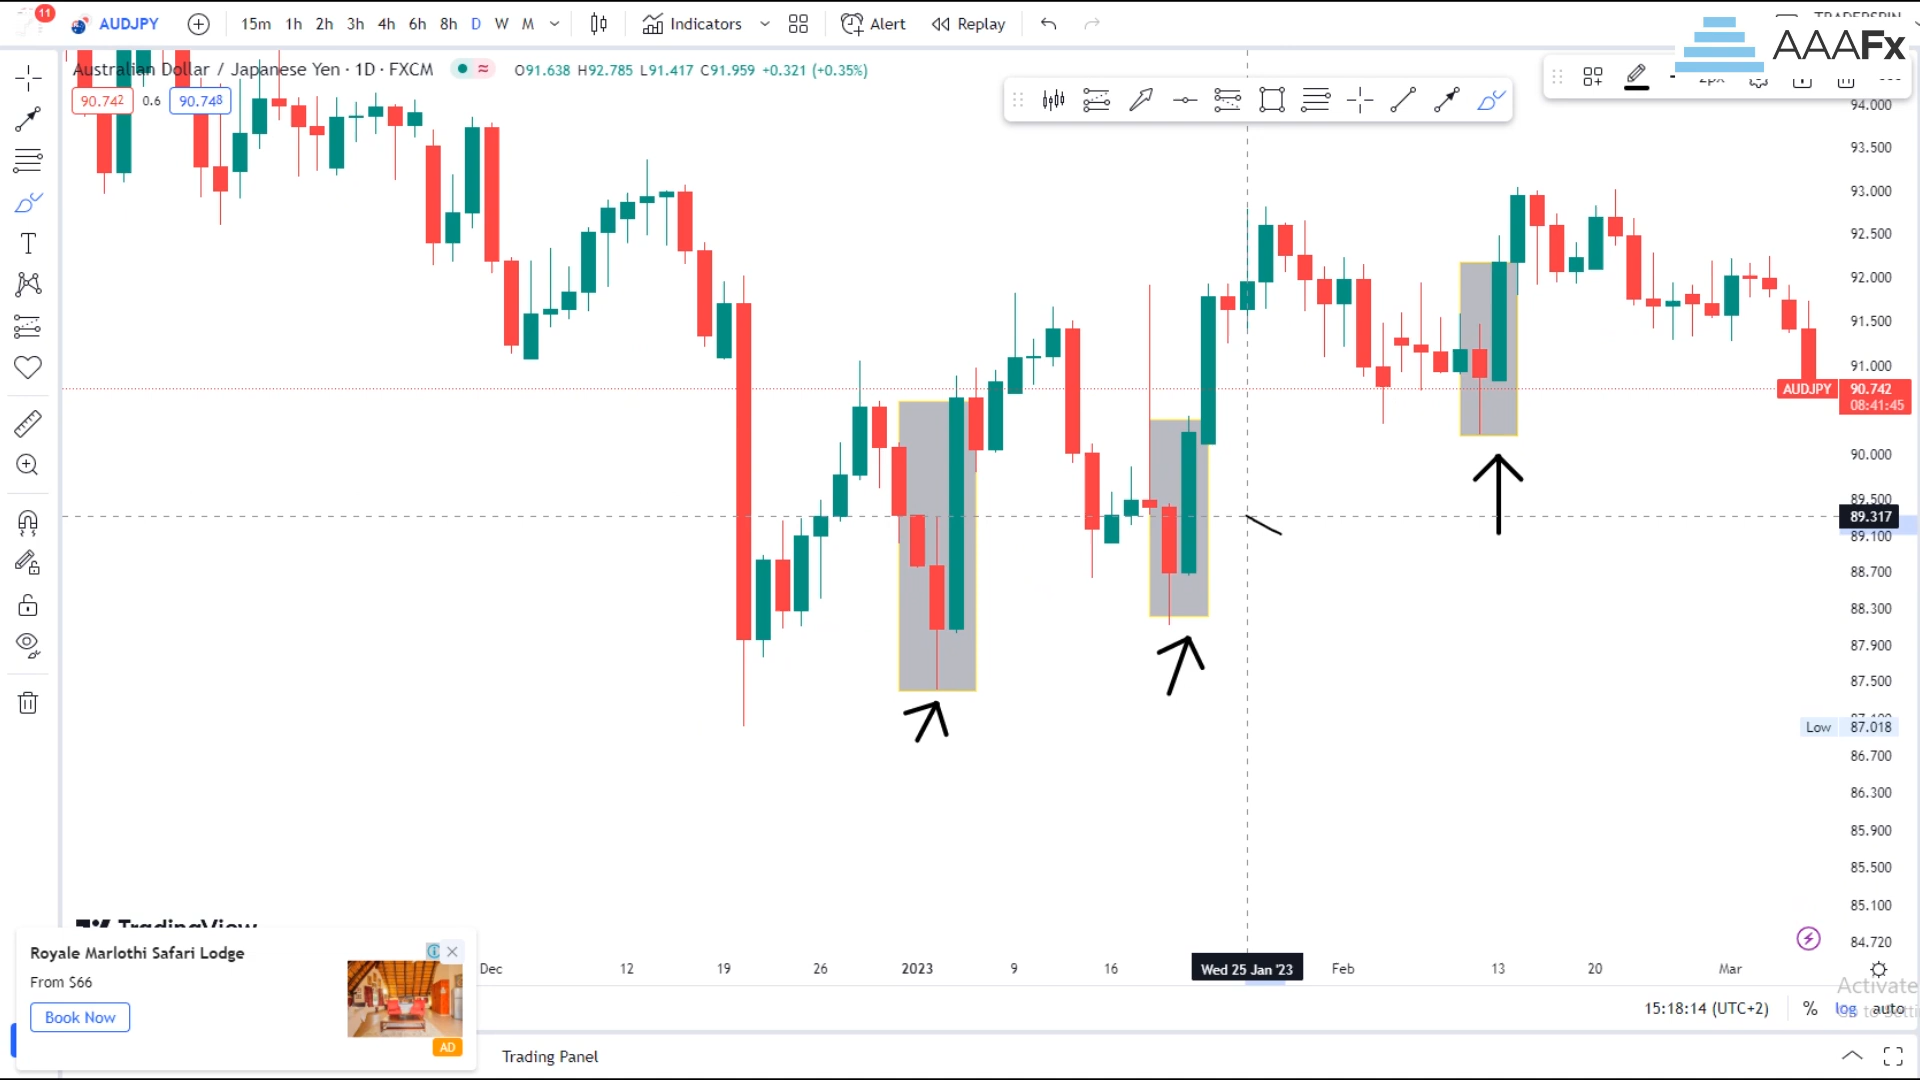 11
AUDJPY
15m 1h 2h 3h 4h 6h 8h D W M
Indicators
Alert
Replay
AAAFx
Australian Dollar / Japanese Yen · 1D · FXCM
O91.638 H92.785 L91.417 C91.959 +0.321 (+0.35%)
90.742 0.6 90.748
94.000
93.500
93.000
92.500
92.000
91.500
91.000
AUDJPY 90.742
08:41:45
90.000
89.500
89.317
89.100
88.700
88.300
87.900
87.500
Low 87.018
86.700
86.300
85.900
85.500
85.100
84.720
TradingView
Royale Marlothi Safari Lodge
From $66
Book Now
AD
Dec 12 19 26 2023 9 16 Wed 25 Jan '23 Feb 13 20 Mar
Activate
15:18:14 (UTC+2) % log auto
Trading Panel